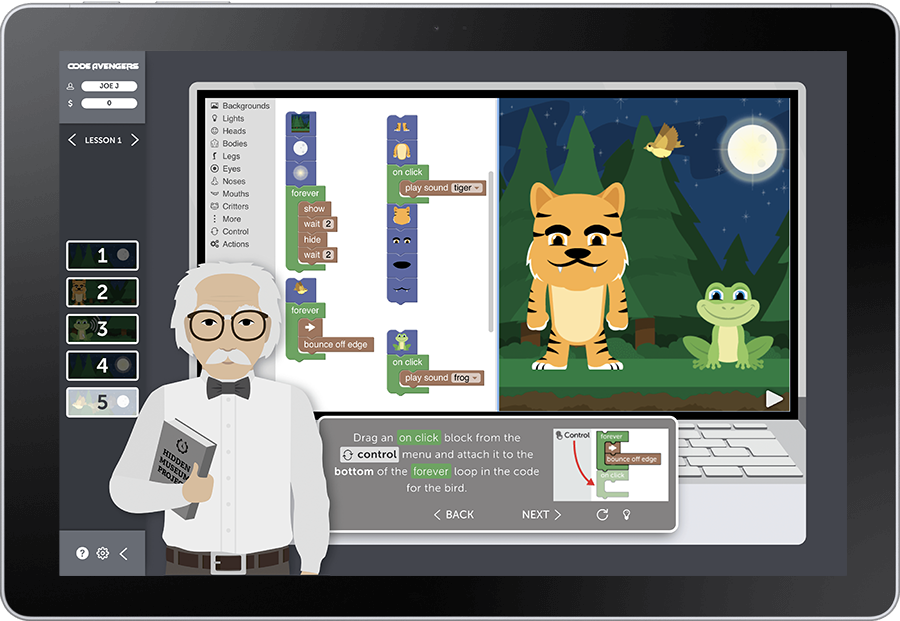 CODE AVENGERS
JOE J
$ 0
LESSON 1
1
2
3
4
5
Backgrounds
Lights
Heads
Bodies
Legs
Eyes
Noses
Mouths
Critters
More
Control
Actions
forever
show
wait 2
hide
wait 2
forever
bounce off edge
on click
play sound tiger
on click
play sound frog
HIDDEN
MUSEUM
PROJECT
Drag an on click block from the
control menu and attach it to the
bottom of the forever loop in the code
for the bird.
BACK
NEXT
Control
forever
bounce off edge
on click
?